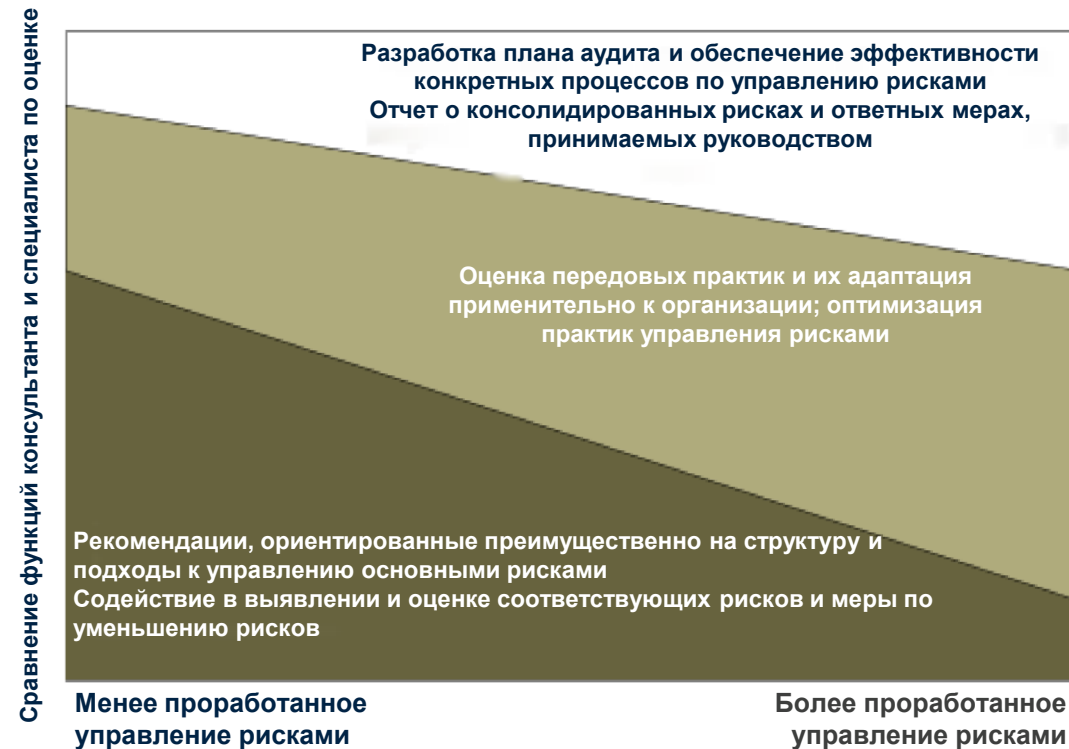 Сравнение функций консультанта и специалиста по оценке
Разработка плана аудита и обеспечение эффективности
конкретных процессов по управлению рисками
Отчет о консолидированных рисках и ответных мерах,
принимаемых руководством
Оценка передовых практик и их адаптация
применительно к организации; оптимизация
практик управления рисками
Рекомендации, ориентированные преимущественно на структуру и
подходы к управлению основными рисками
Содействие в выявлении и оценке соответствующих рисков и меры по
уменьшению рисков
Менее проработанное
управление рисками
Более проработанное
управление рисками